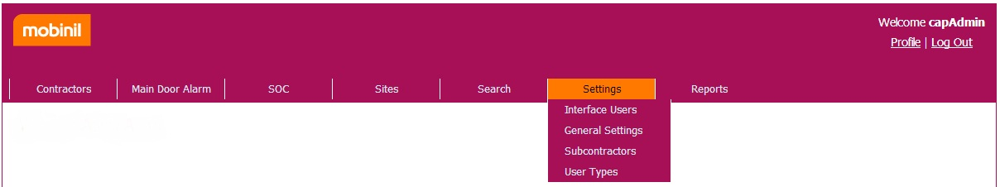 mobinil
Welcome capAdmin
Profile | Log Out
Contractors Main Door Alarm SOC Sites Search Settings Reports
Interface Users
General Settings
Subcontractors
User Types